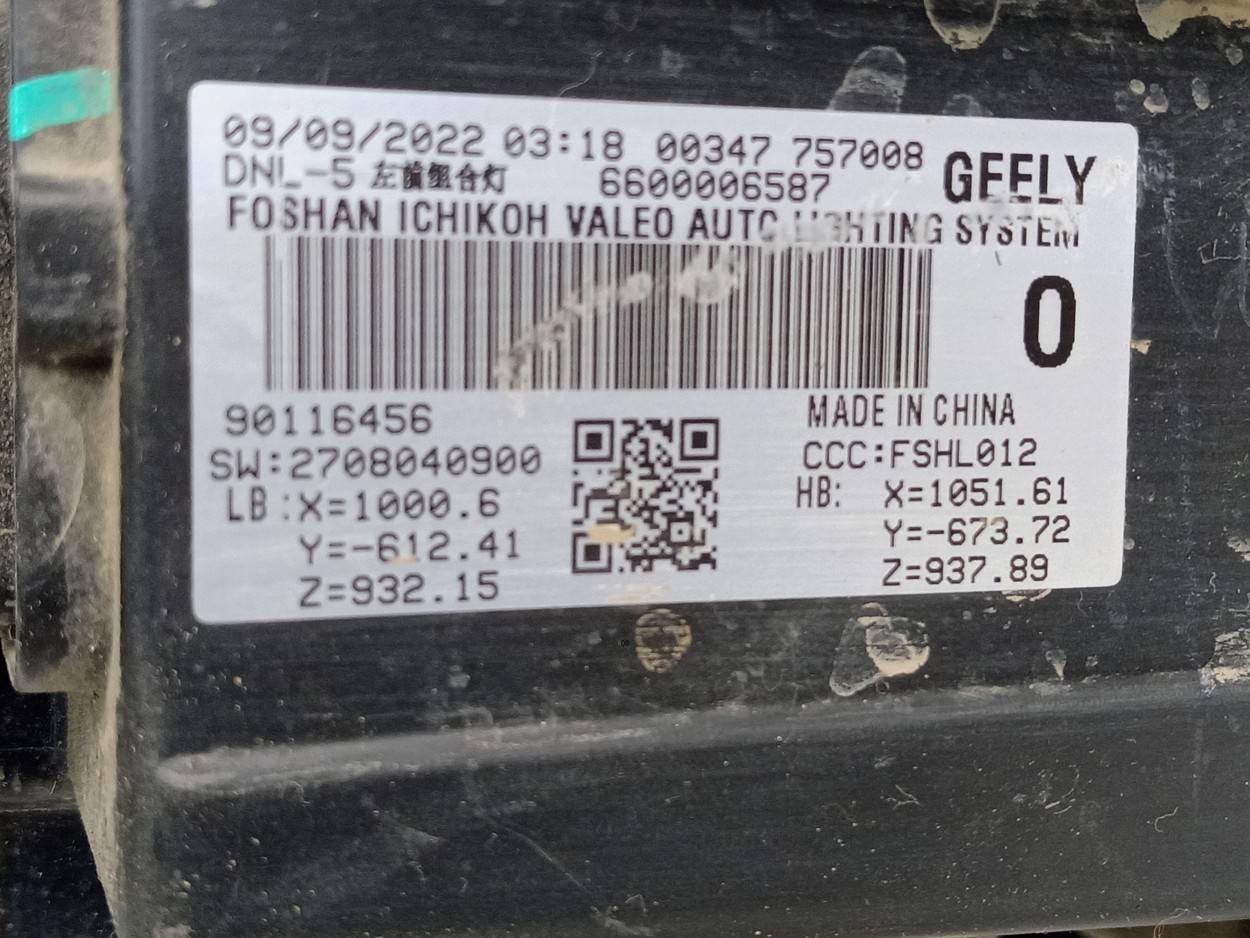 09/09/2022 03:18 00347 757008
DNL-5 左前组合灯 6600006587 GEELY
FOSHAN ICHIKOH VALEO AUTO LIGHTING SYSTEM
0
90116456 MADE IN CHINA
SW:2708040900 CCC:FSHL012
LB:X=1000.6 HB: X=1051.61
Y=-612.41 Y=-673.72
Z=932.15 Z=937.89